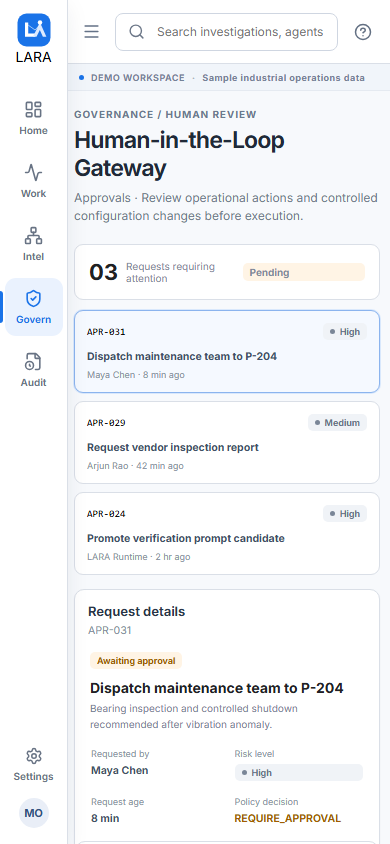 LARA
Home
Work
Intel
Govern
Audit
Settings
MO
Search investigations, agents
DEMO WORKSPACE · Sample industrial operations data
GOVERNANCE / HUMAN REVIEW
Human-in-the-Loop
Gateway
Approvals · Review operational actions and controlled
configuration changes before execution.
03 Requests requiring
attention
Pending
APR-031 High
Dispatch maintenance team to P-204
Maya Chen · 8 min ago
APR-029 Medium
Request vendor inspection report
Arjun Rao · 42 min ago
APR-024 High
Promote verification prompt candidate
LARA Runtime · 2 hr ago
Request details
APR-031
Awaiting approval
Dispatch maintenance team to P-204
Bearing inspection and controlled shutdown
recommended after vibration anomaly.
Requested by Risk level
Maya Chen High
Request age Policy decision
8 min REQUIRE_APPROVAL